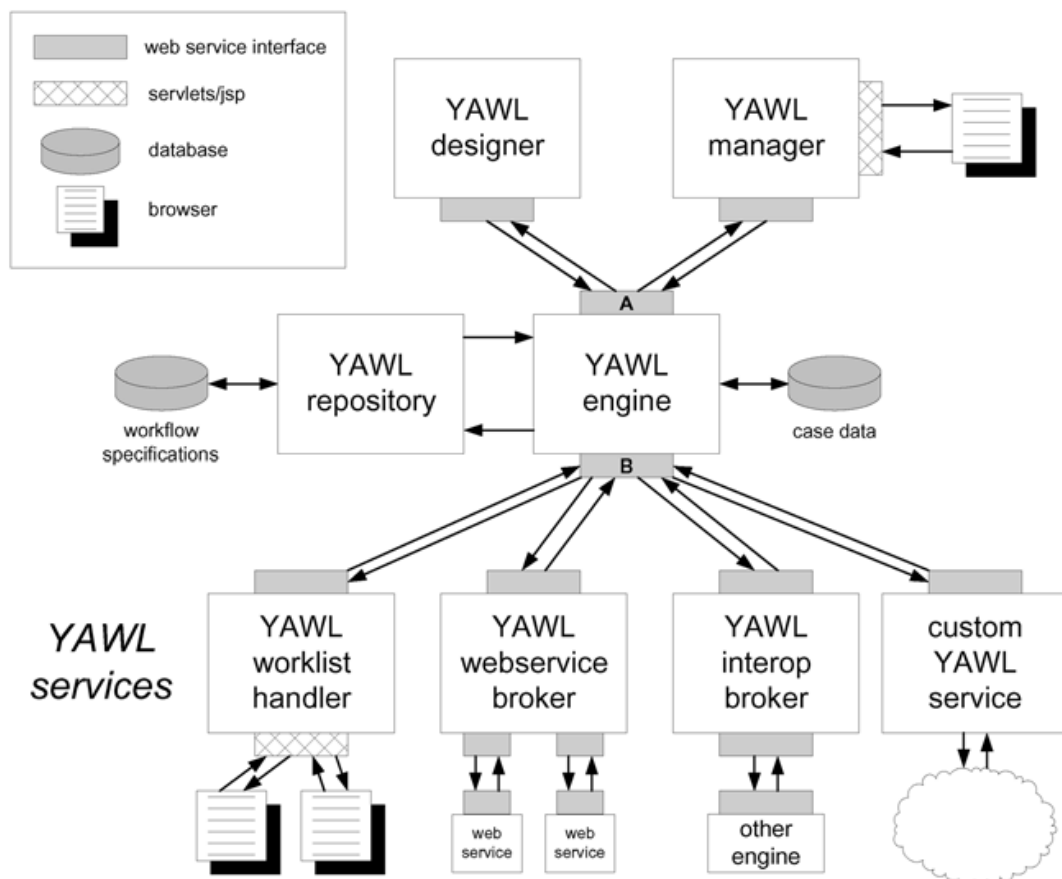 web service interface
servlets/jsp
database
browser
YAWL
designer
YAWL
manager
A
YAWL
repository
YAWL
engine
workflow
specifications
case data
B
YAWL
services
YAWL
worklist
handler
YAWL
webservice
broker
YAWL
interop
broker
custom
YAWL
service
web
service
web
service
other
engine